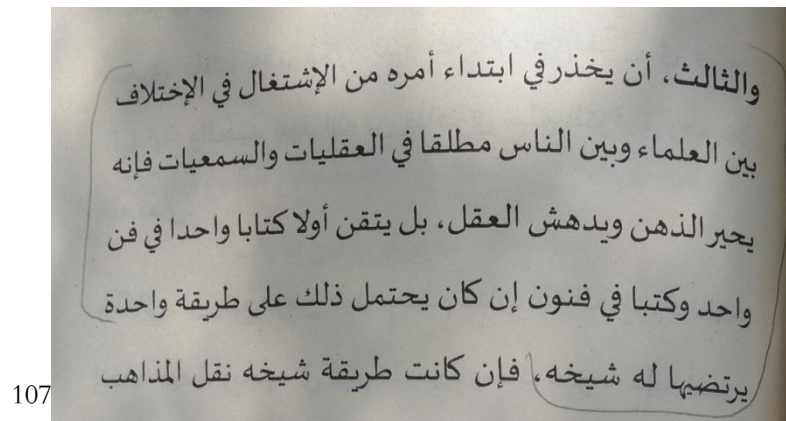 والثالث، أن يخذر في ابتداء أمره من الإشتغال في الإختلاف
بين العلماء وبين الناس مطلقا في العقليات والسمعيات فإنه
يحير الذهن ويدهش العقل، بل يتقن أولا كتابا واحدا في فن
واحد وكتبا في فنون إن كان يحتمل ذلك على طريقة واحدة
يرتضيها له شيخه، فإن كانت طريقة شيخه نقل المذاهب
107